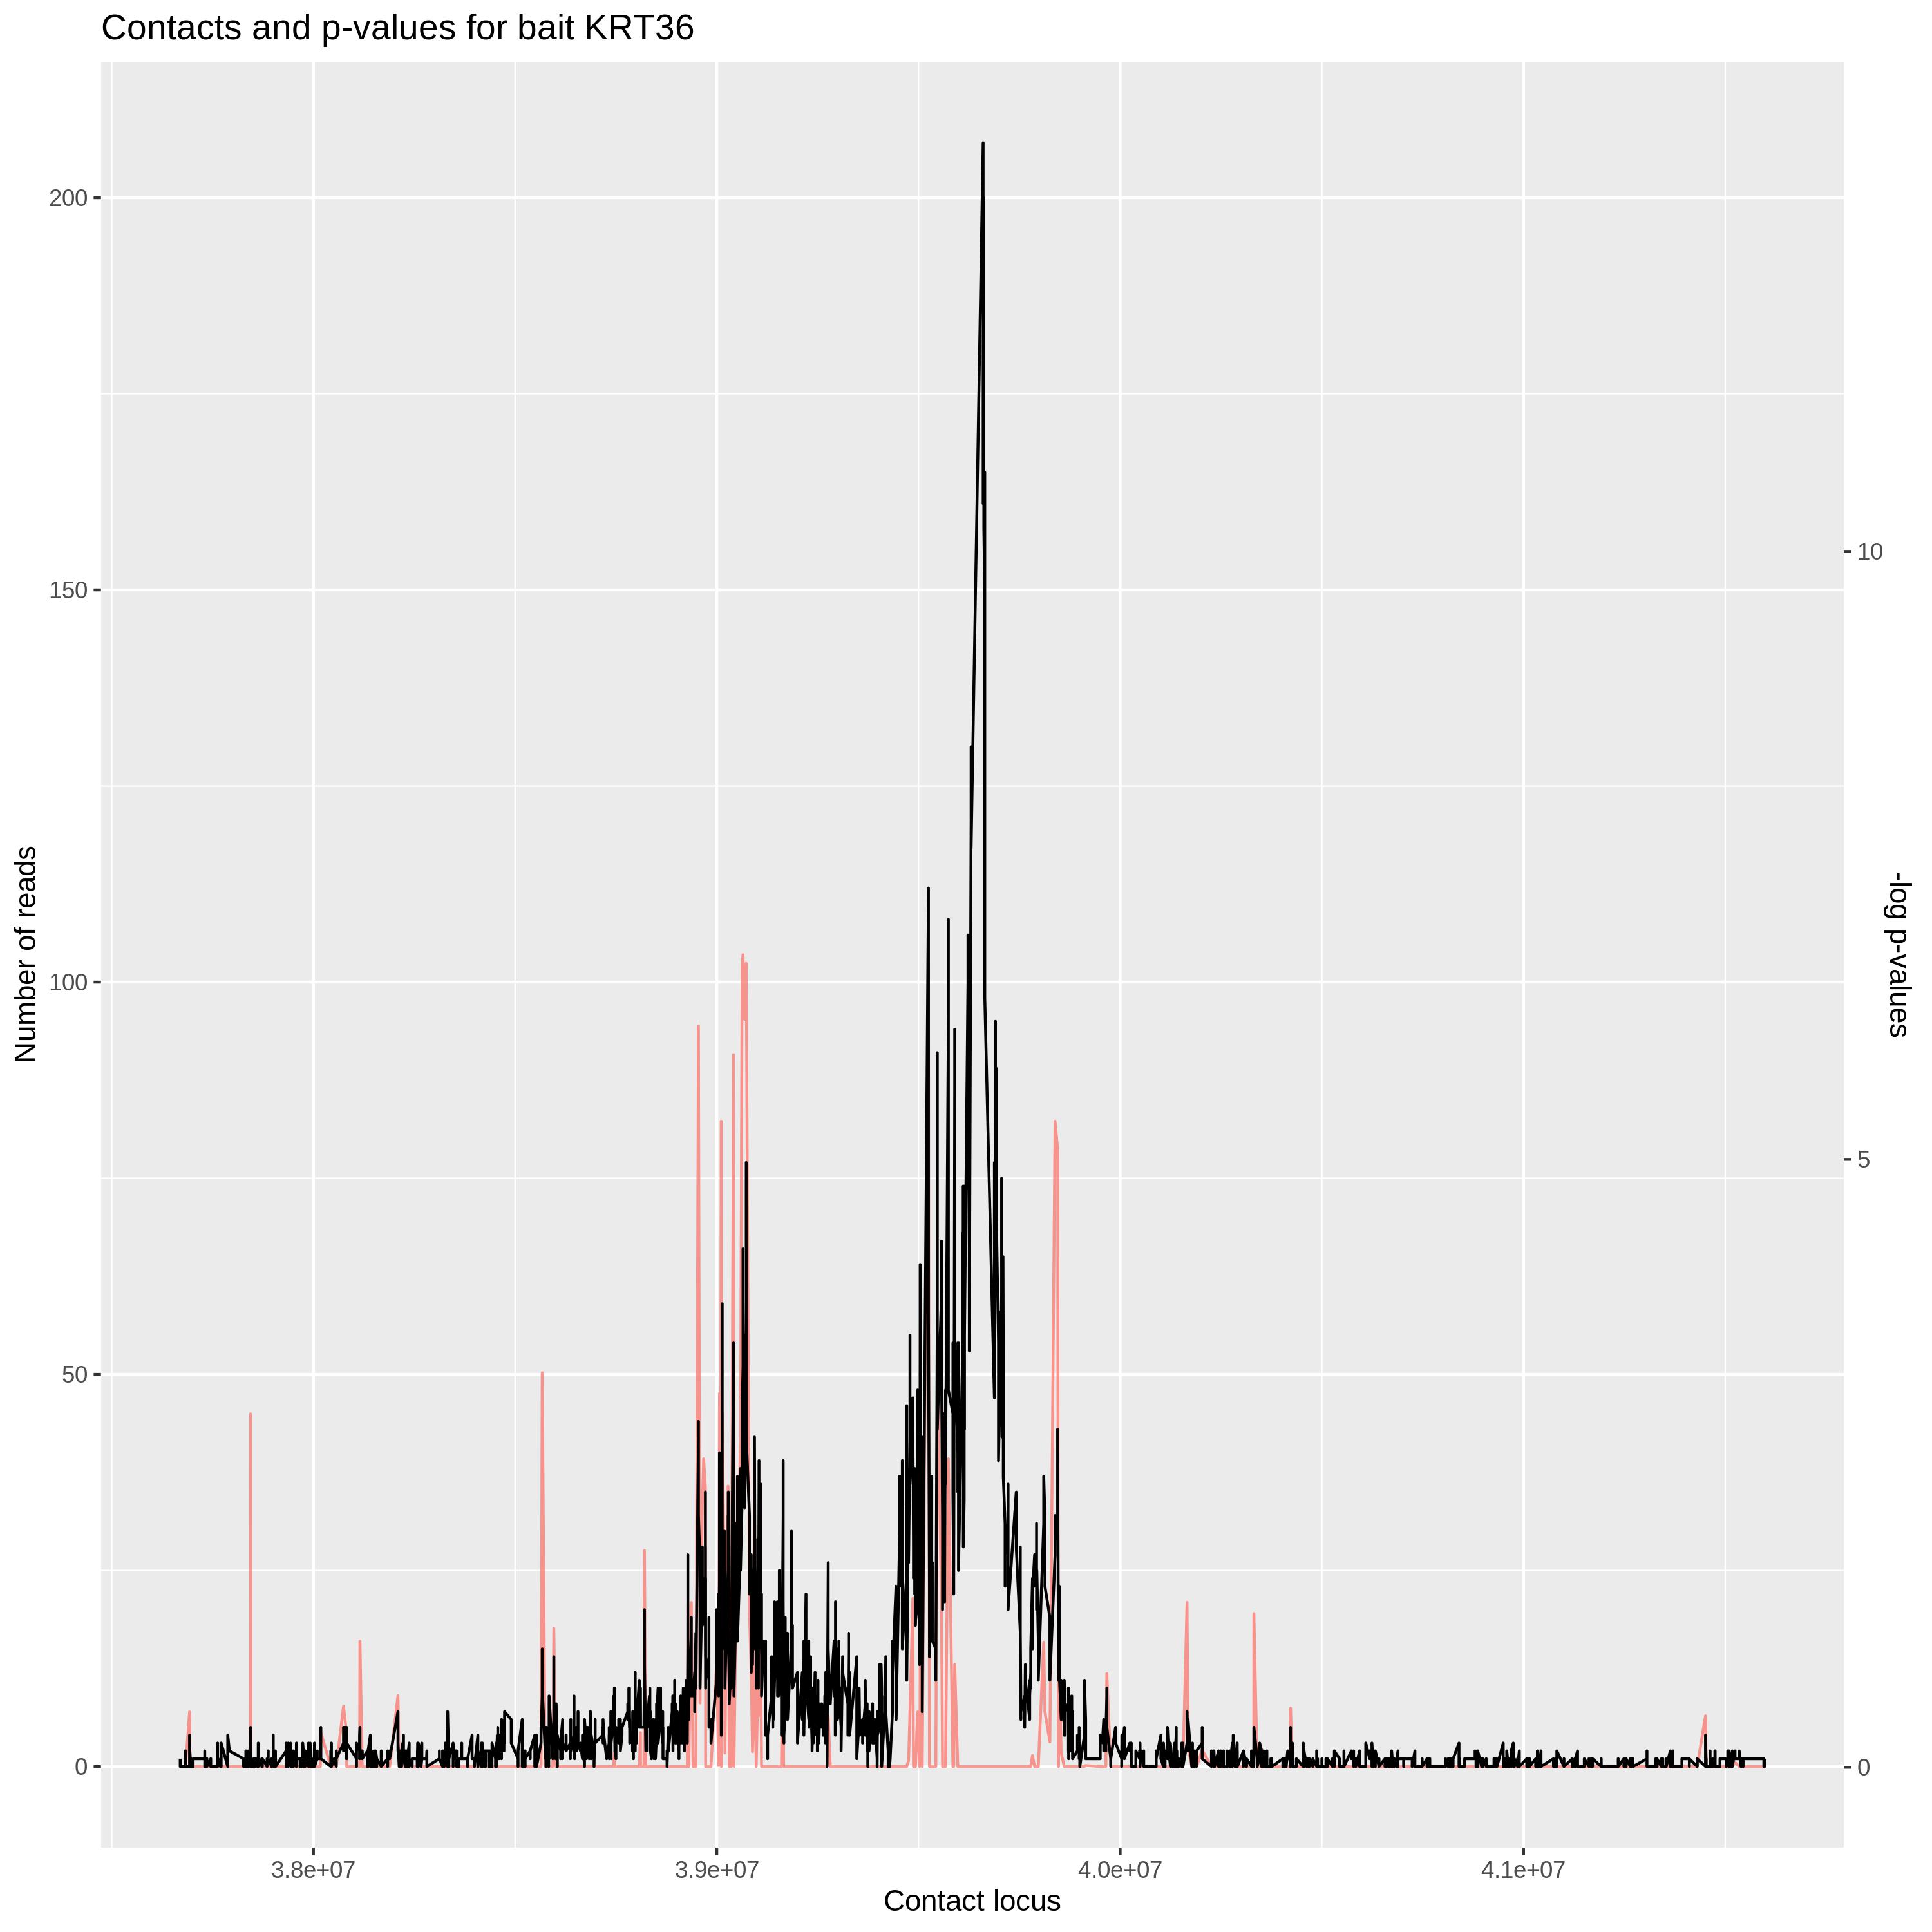 Contacts and p-values for bait KRT36
200
150
100
50
0
Number of reads
10
5
0
-log p-values
3.8e+07
3.9e+07
4.0e+07
4.1e+07
Contact locus